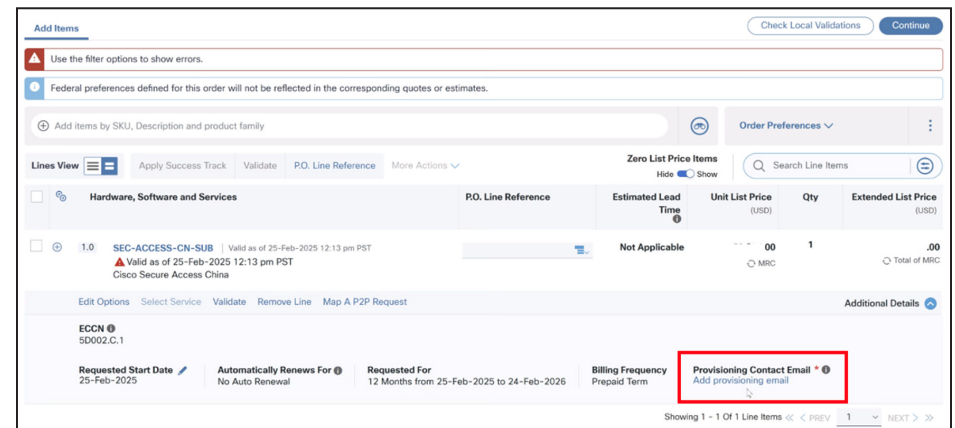 Add Items
Check Local Validations
Continue
Use the filter options to show errors.
Federal preferences defined for this order will not be reflected in the corresponding quotes or estimates.
Add items by SKU, Description and product family
Order Preferences
Lines View
Apply Success Track
Validate
P.O. Line Reference
More Actions
Zero List Price Items
Hide
Show
Search Line Items
Hardware, Software and Services
P.O. Line Reference
Estimated Lead
Time
Unit List Price
(USD)
Qty
Extended List Price
(USD)
1.0
SEC-ACCESS-CN-SUB | Valid as of 25-Feb-2025 12:13 pm PST
Valid as of 25-Feb-2025 12:13 pm PST
Cisco Secure Access China
Not Applicable
00
MRC
1
.00
Total of MRC
Edit Options
Select Service
Validate
Remove Line
Map A P2P Request
Additional Details
ECCN
5D002.C.1
Requested Start Date
25-Feb-2025
Automatically Renews For
No Auto Renewal
Requested For
12 Months from 25-Feb-2025 to 24-Feb-2026
Billing Frequency
Prepaid Term
Provisioning Contact Email *
Add provisioning email
Showing 1 - 1 Of 1 Line Items
« < PREV
1
NEXT > »